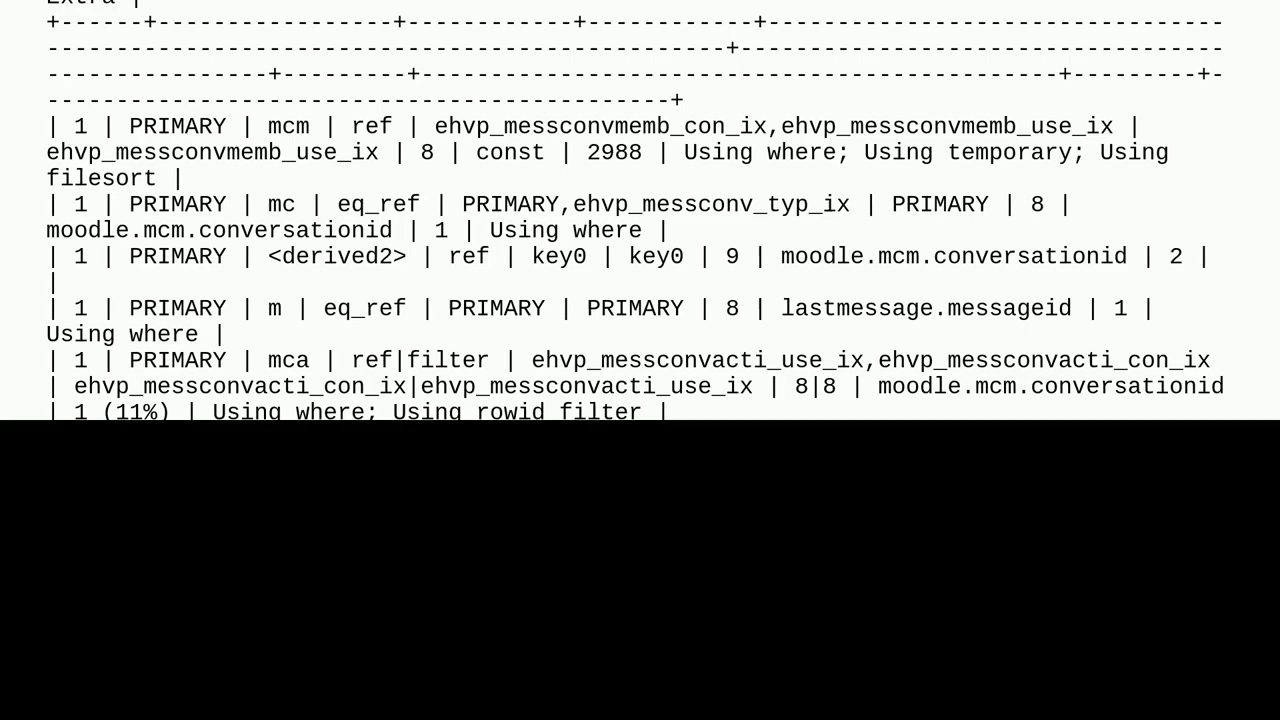 Extra |
+------+-----------------+------------+------------+---------------------------------
-------------------------------------------------+-----------------------------------
----------------+---------+----------------------------------------------+---------+-
---------------------------------------------+
| 1 | PRIMARY | mcm | ref | ehvp_messconvmemb_con_ix,ehvp_messconvmemb_use_ix |
ehvp_messconvmemb_use_ix | 8 | const | 2988 | Using where; Using temporary; Using
filesort |
| 1 | PRIMARY | mc | eq_ref | PRIMARY,ehvp_messconv_typ_ix | PRIMARY | 8 |
moodle.mcm.conversationid | 1 | Using where |
| 1 | PRIMARY | <derived2> | ref | key0 | key0 | 9 | moodle.mcm.conversationid | 2 |
|
| 1 | PRIMARY | m | eq_ref | PRIMARY | PRIMARY | 8 | lastmessage.messageid | 1 |
Using where |
| 1 | PRIMARY | mca | ref|filter | ehvp_messconvacti_use_ix,ehvp_messconvacti_con_ix
| ehvp_messconvacti_con_ix|ehvp_messconvacti_use_ix | 8|8 | moodle.mcm.conversationid
| 1 (11%) | Using where; Using rowid filter |